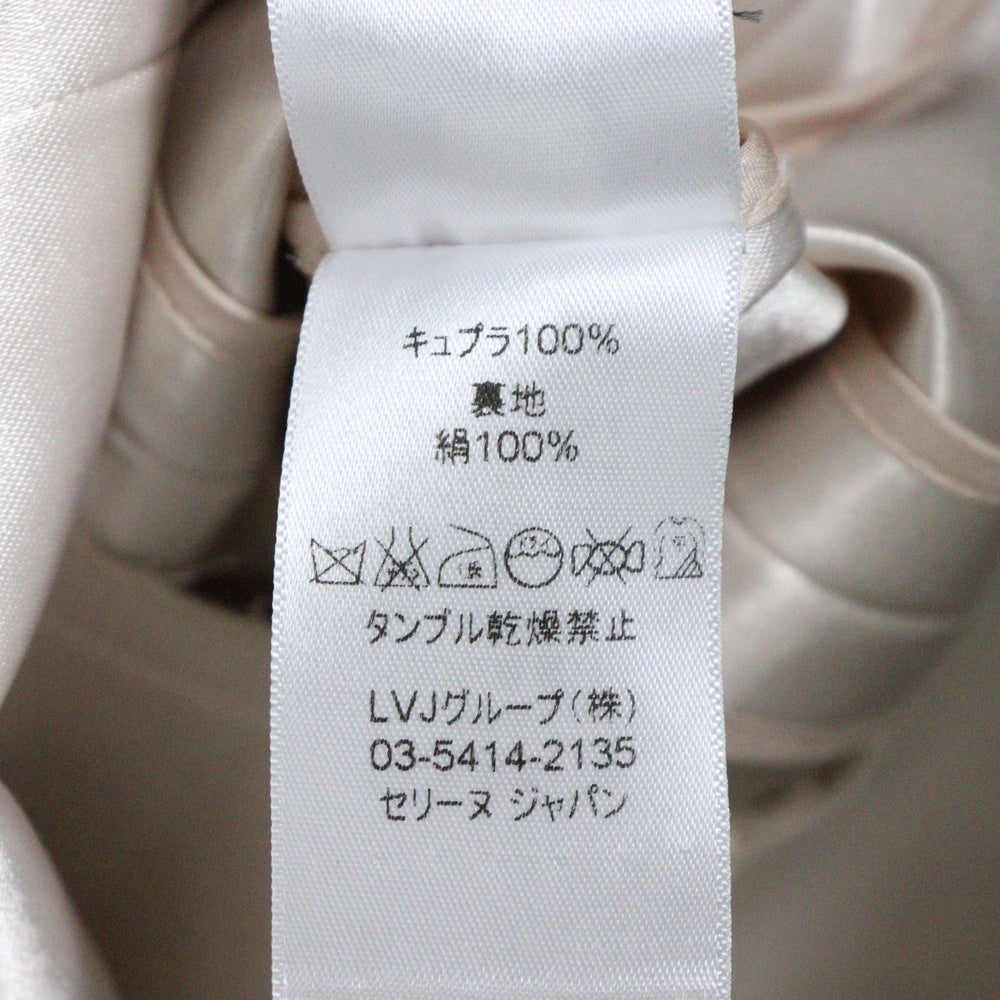 キュプラ100%
裏地
絹100%
タンブル乾燥禁止
LVJグループ(株)
03-5414-2135
セリーヌ ジャパン